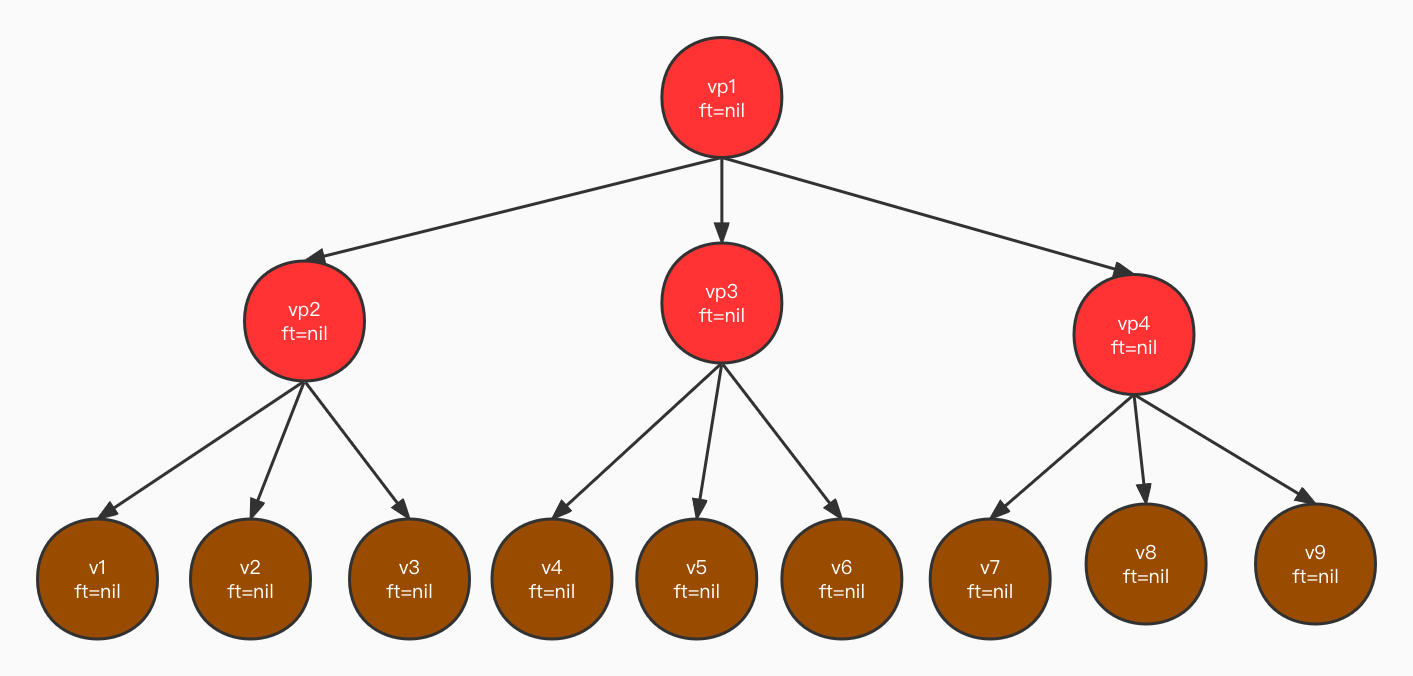 vp1
ft=nil
vp2
ft=nil
vp3
ft=nil
vp4
ft=nil
v1
ft=nil
v2
ft=nil
v3
ft=nil
v4
ft=nil
v5
ft=nil
v6
ft=nil
v7
ft=nil
v8
ft=nil
v9
ft=nil